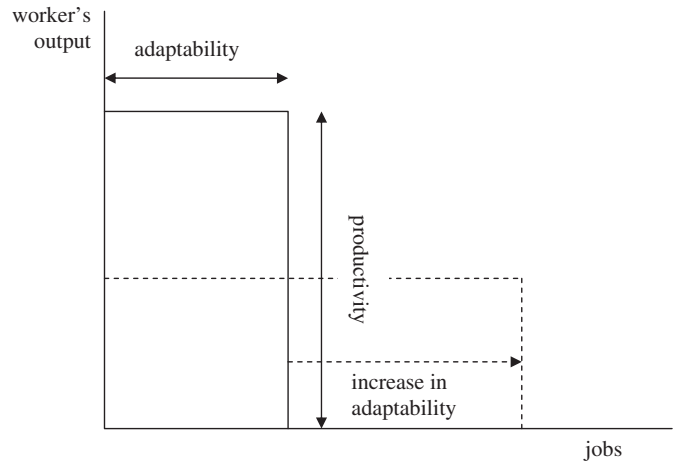 worker's
output
adaptability
productivity
increase in
adaptability
jobs